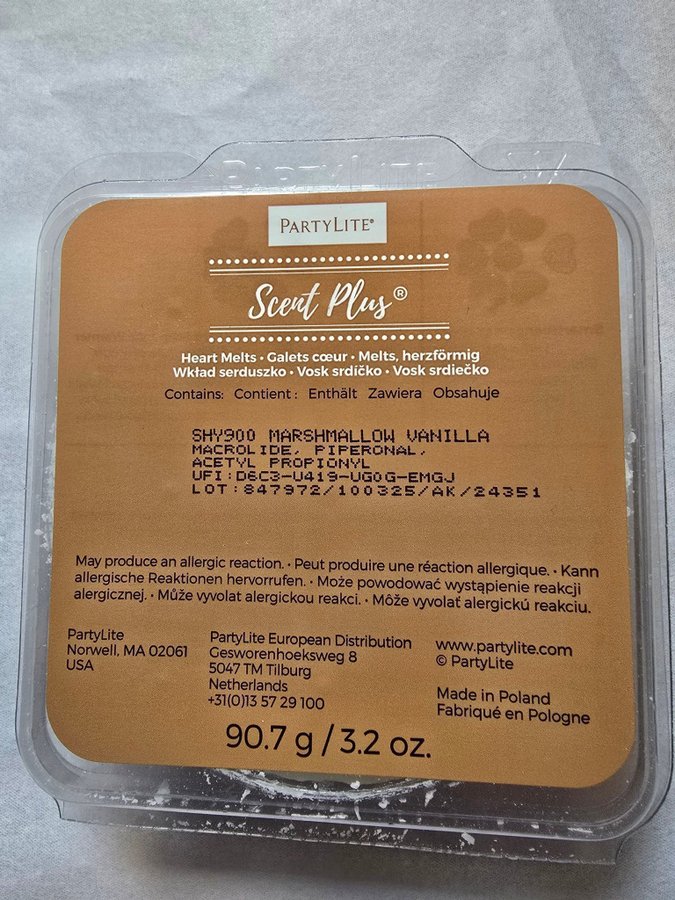 PARTYLITE
PARTYLITE®
Scent Plus®
Heart Melts • Galets cœur • Melts, herzförmig
Wkład serduszko • Vosk srdíčko • Vosk srdiečko
Contains: Contient : Enthält Zawiera Obsahuje
SHY900 MARSHMALLOW VANILLA
MACROLIDE, PIPERONAL,
ACETYL PROPIONYL
UFI:D6C3-U419-UG0G-EMGJ
LOT:847972/100325/AK/24351
May produce an allergic reaction. • Peut produire une réaction allergique. • Kann
allergische Reaktionen hervorrufen. • Może powodować wystąpienie reakcji
alergicznej. • Může vyvolat alergickou reakci. • Môže vyvolať alergickú reakciu.
PartyLite
Norwell, MA 02061
USA
PartyLite European Distribution
Gesworenhoeksweg 8
5047 TM Tilburg
Netherlands
+31(0)13 57 29 100
www.partylite.com
© PartyLite
Made in Poland
Fabriqué en Pologne
90.7 g / 3.2 oz.